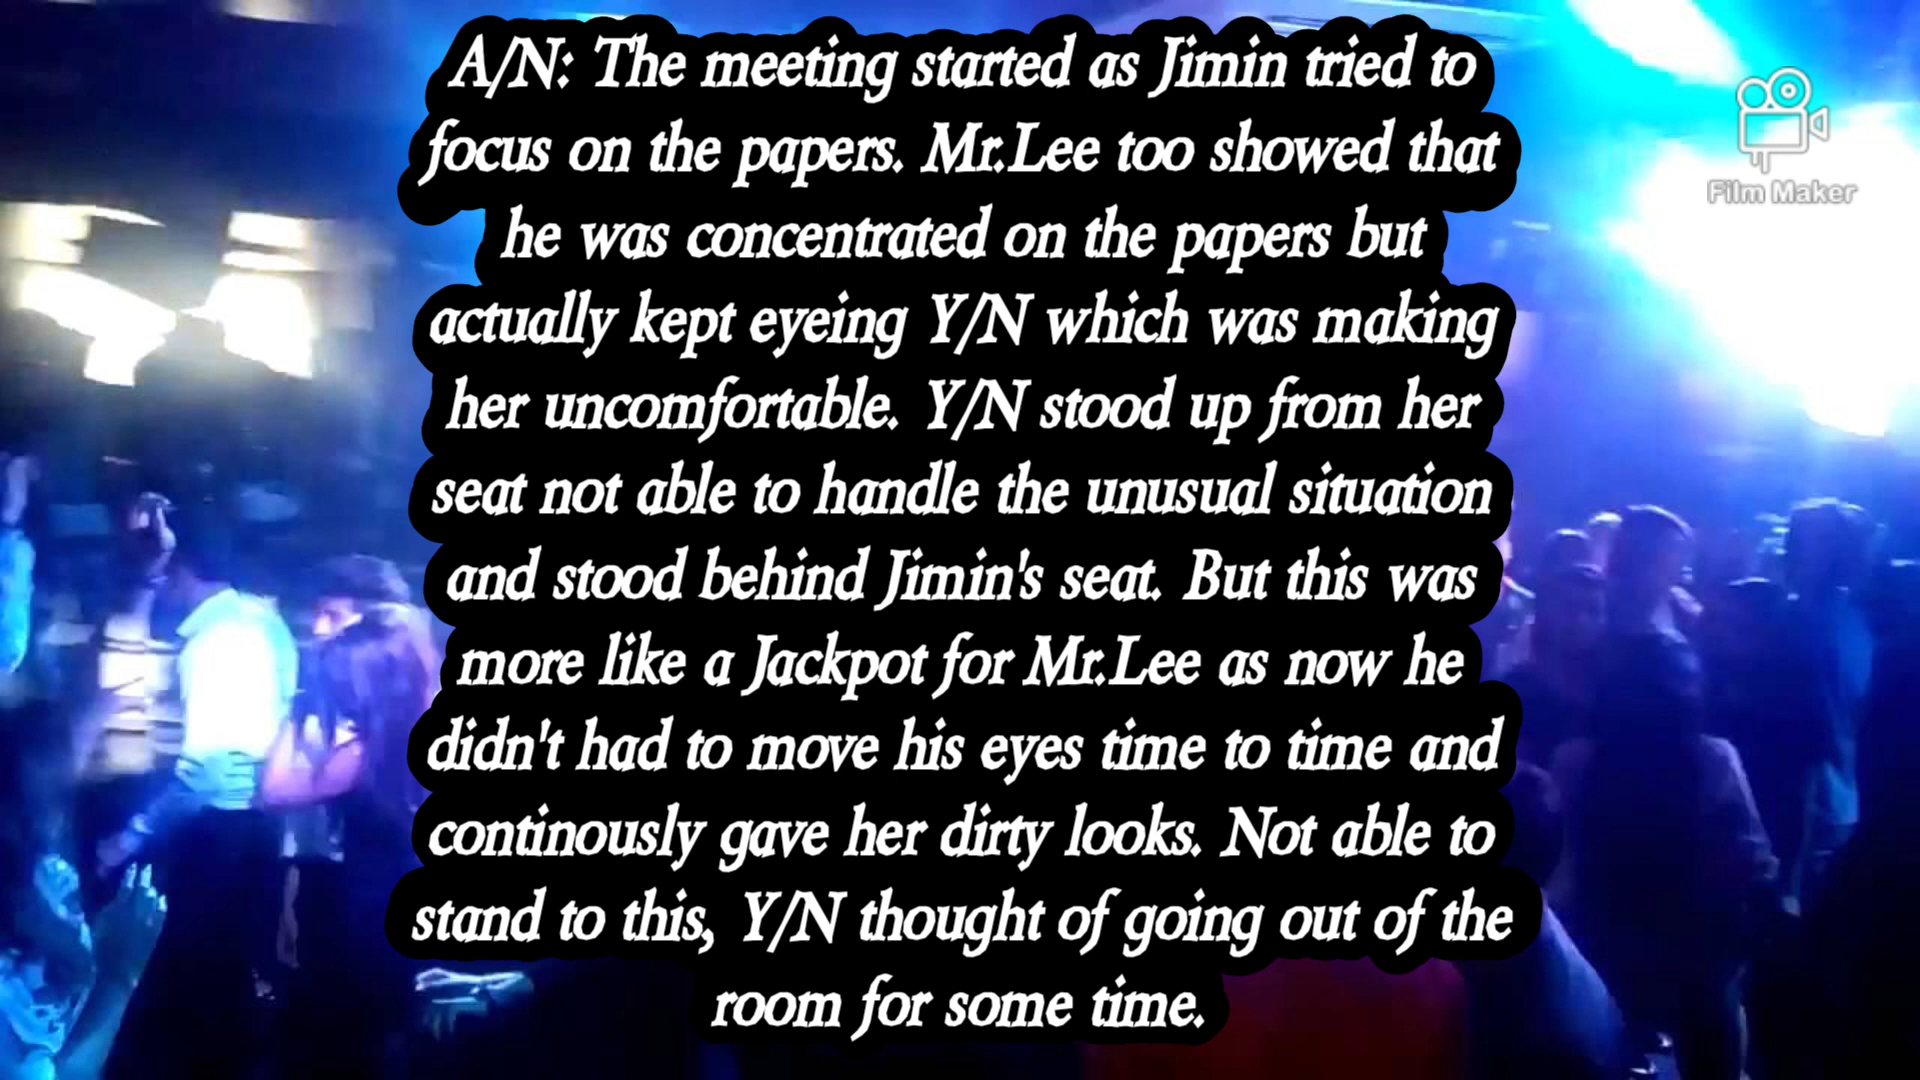 A/N: The meeting started as Jimin tried to
focus on the papers. Mr.Lee too showed that
he was concentrated on the papers but
actually kept eyeing Y/N which was making
her uncomfortable. Y/N stood up from her
seat not able to handle the unusual situation
and stood behind Jimin's seat. But this was
more like a Jackpot for Mr.Lee as now he
didn't had to move his eyes time to time and
continously gave her dirty looks. Not able to
stand to this, Y/N thought of going out of the
room for some time.
Film Maker